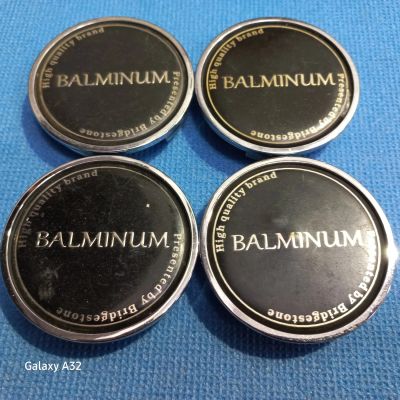 High quality brand
BALMINUM
Presented by Bridgestone
High quality brand
BALMINUM
Presented by Bridgestone
High quality brand
BALMINUM
Presented by Bridgestone
High quality brand
BALMINUM
Presented by Bridgestone
Galaxy A32